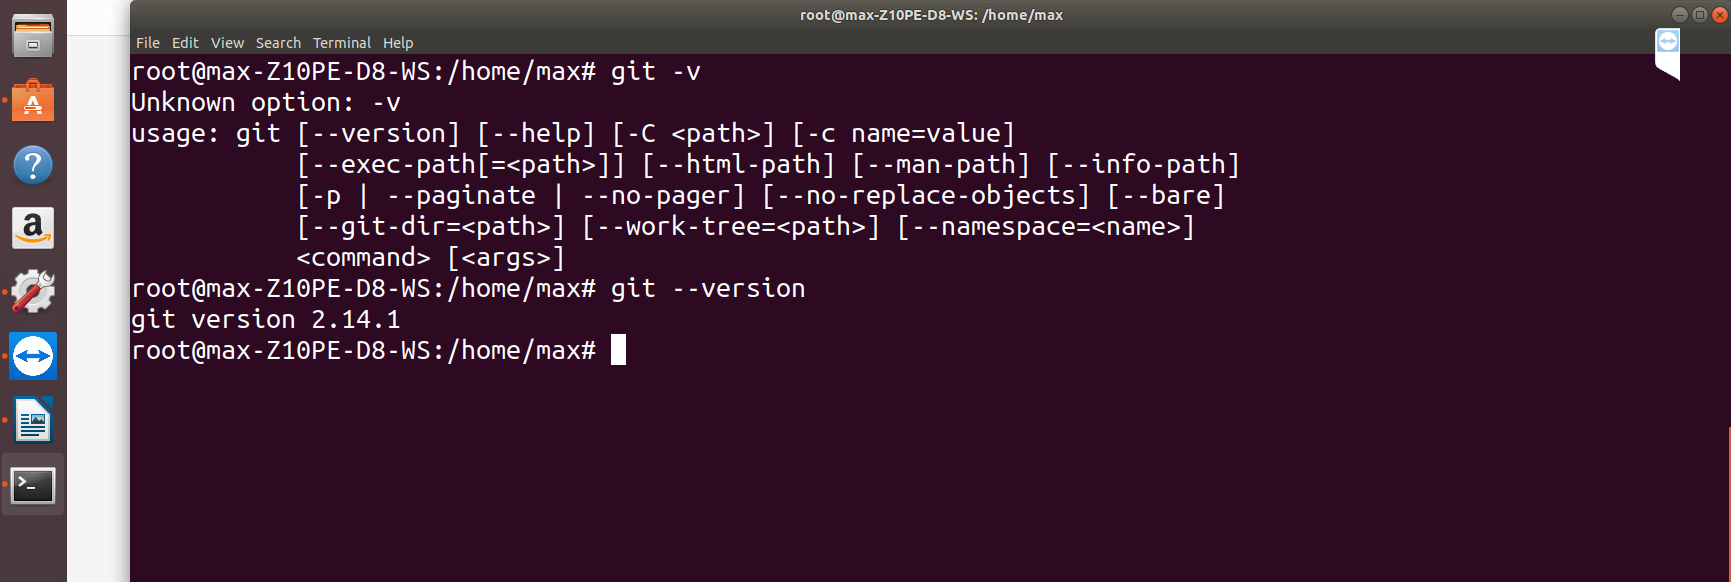 root@max-Z10PE-D8-WS: /home/max
File Edit View Search Terminal Help
root@max-Z10PE-D8-WS:/home/max# git -v
Unknown option: -v
usage: git [--version] [--help] [-C <path>] [-c name=value]
           [--exec-path[=<path>]] [--html-path] [--man-path] [--info-path]
           [-p | --paginate | --no-pager] [--no-replace-objects] [--bare]
           [--git-dir=<path>] [--work-tree=<path>] [--namespace=<name>]
           <command> [<args>]
root@max-Z10PE-D8-WS:/home/max# git --version
git version 2.14.1
root@max-Z10PE-D8-WS:/home/max#